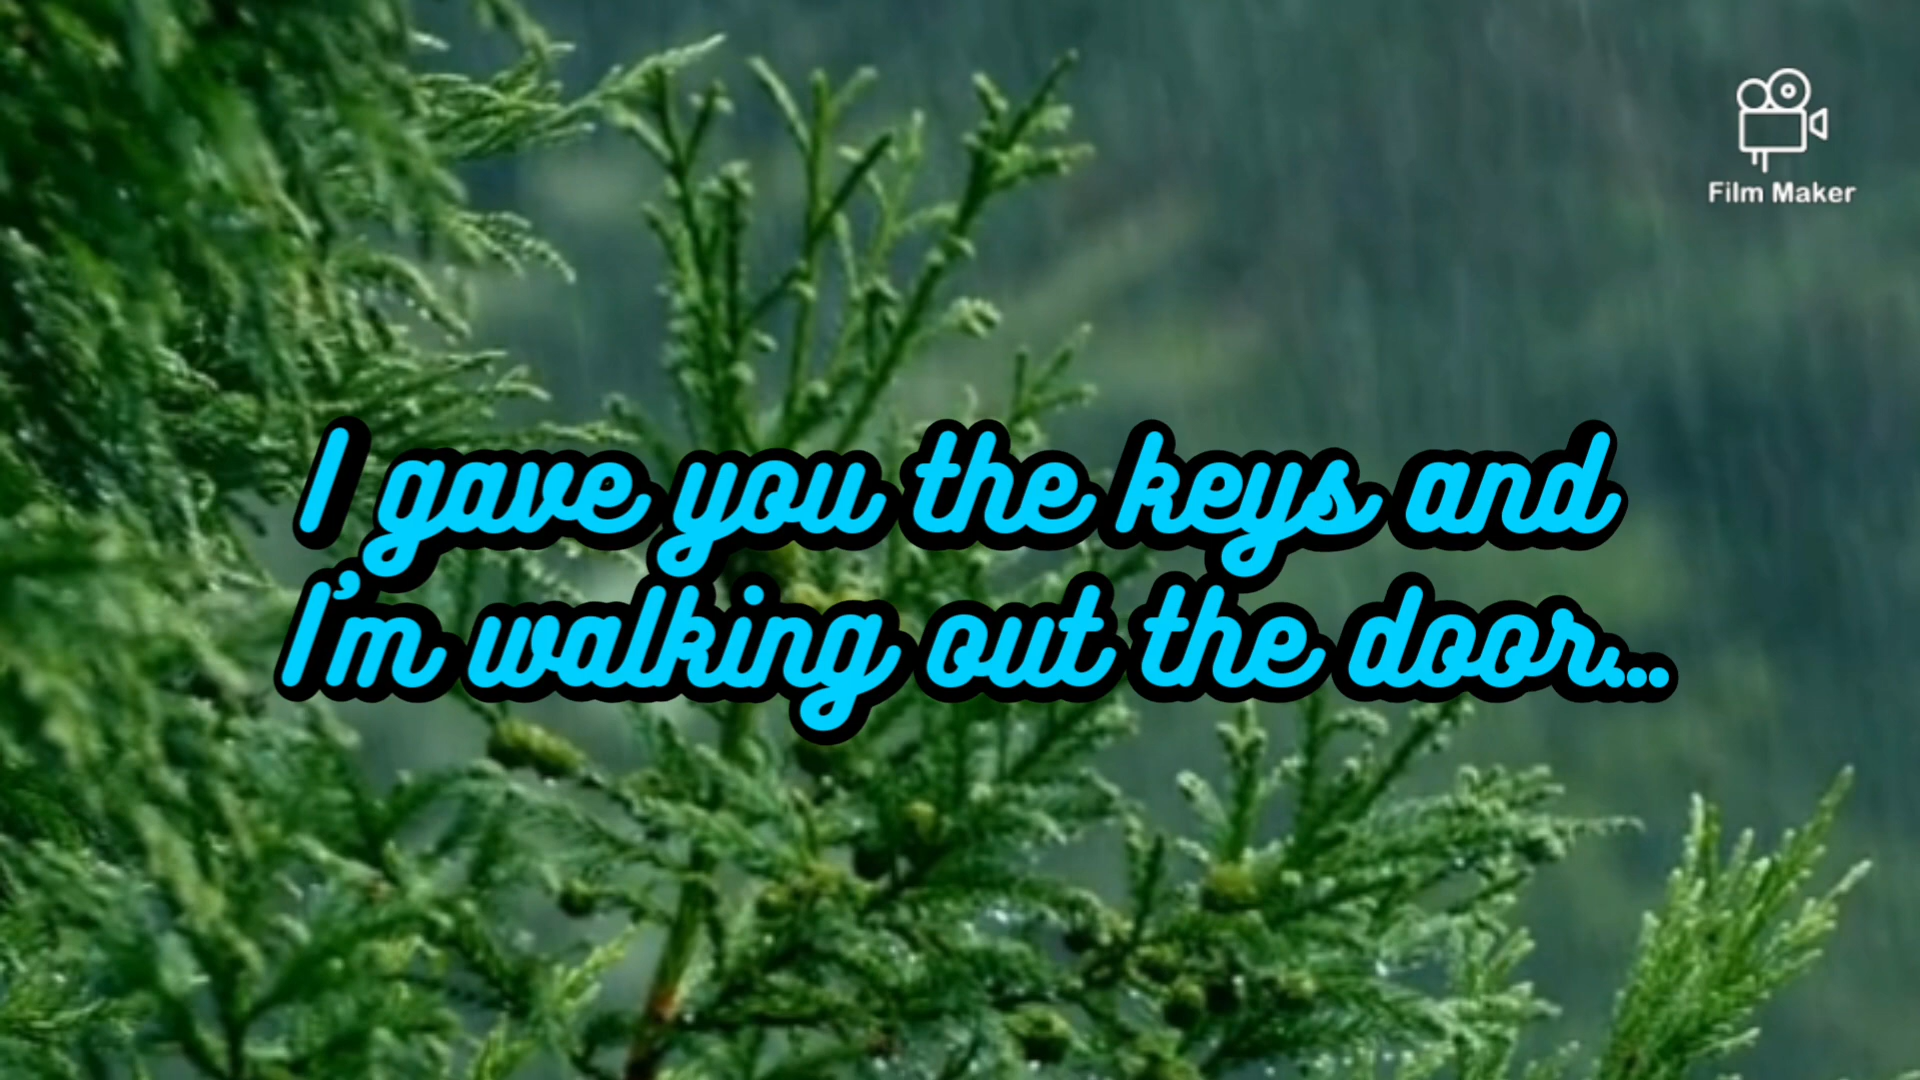 Film Maker
I gave you the keys and
I'm walking out the door...